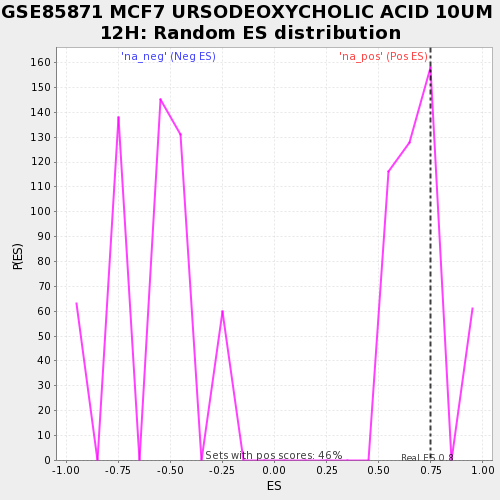 GSE85871 MCF7 URSODEOXYCHOLIC ACID 10UM
12H: Random ES distribution
'na_neg' (Neg ES) 'na_pos' (Pos ES)
160
150
140
130
120
110
100
90
80
70
60
50
40
30
20
10
0
P(ES)
Sets with pos scores: 46%
Real ES 0.8
-1.00 -0.75 -0.50 -0.25 0.00 0.25 0.50 0.75 1.00
ES